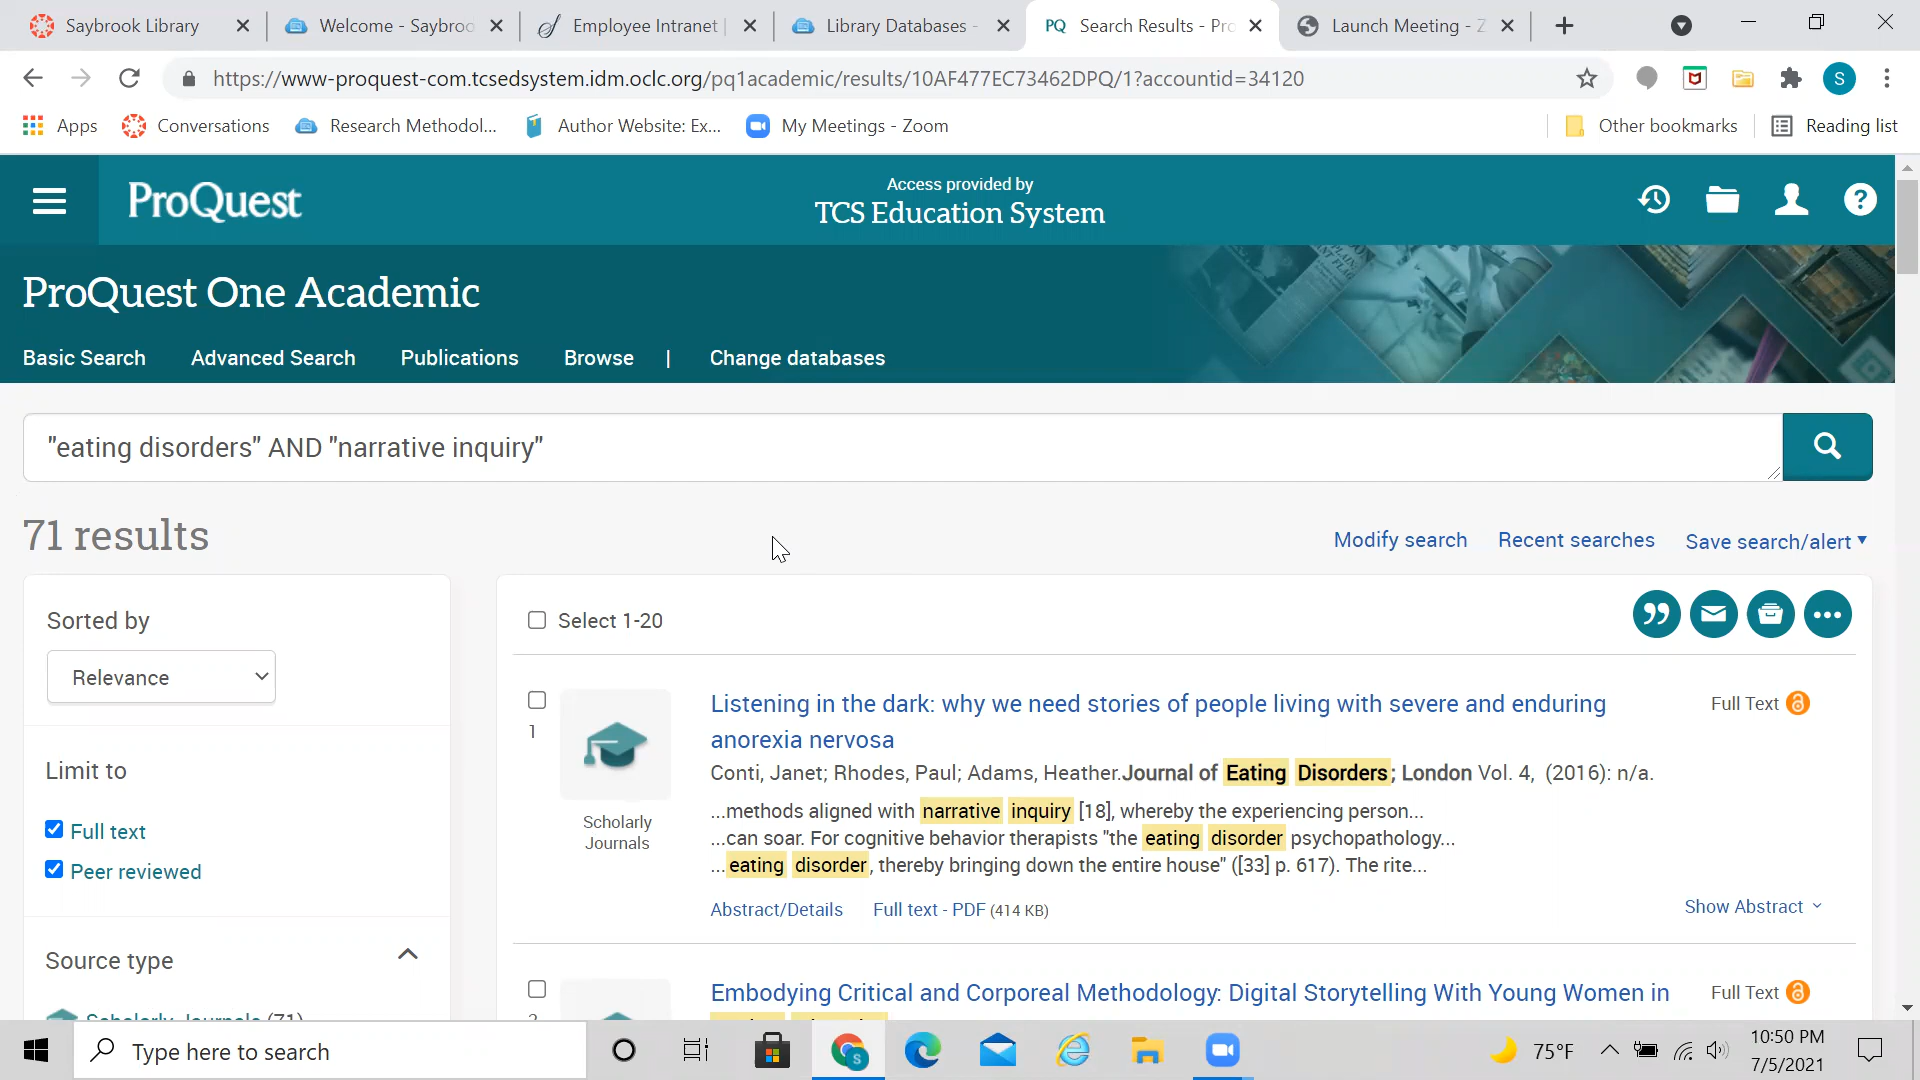 Saybrook Library
Welcome - Saybroo
Employee Intranet |
Library Databases -
PQ Search Results - Pro
Launch Meeting - Z
https://www-proquest-com.tcsedsystem.idm.oclc.org/pq1academic/results/10AF477EC73462DPQ/1?accountid=34120
S
Apps
Conversations
Research Methodol...
Author Website: Ex...
My Meetings - Zoom
Other bookmarks
Reading list
ProQuest
Access provided by
TCS Education System
ProQuest One Academic
Basic Search
Advanced Search
Publications
Browse
|
Change databases
"eating disorders" AND "narrative inquiry"
71 results
Modify search
Recent searches
Save search/alert
Sorted by
Relevance
Limit to
Full text
Peer reviewed
Source type
Scholarly Journals (71)
Select 1-20
1
Scholarly
Journals
Listening in the dark: why we need stories of people living with severe and enduring
anorexia nervosa
Full Text
Conti, Janet; Rhodes, Paul; Adams, Heather.Journal of Eating Disorders; London Vol. 4, (2016): n/a.
...methods aligned with narrative inquiry [18], whereby the experiencing person...
...can soar. For cognitive behavior therapists "the eating disorder psychopathology...
...eating disorder, thereby bringing down the entire house" ([33] p. 617). The rite...
Abstract/Details
Full text - PDF (414 KB)
Show Abstract
Embodying Critical and Corporeal Methodology: Digital Storytelling With Young Women in
Full Text
Type here to search
S
75°F
10:50 PM
7/5/2021